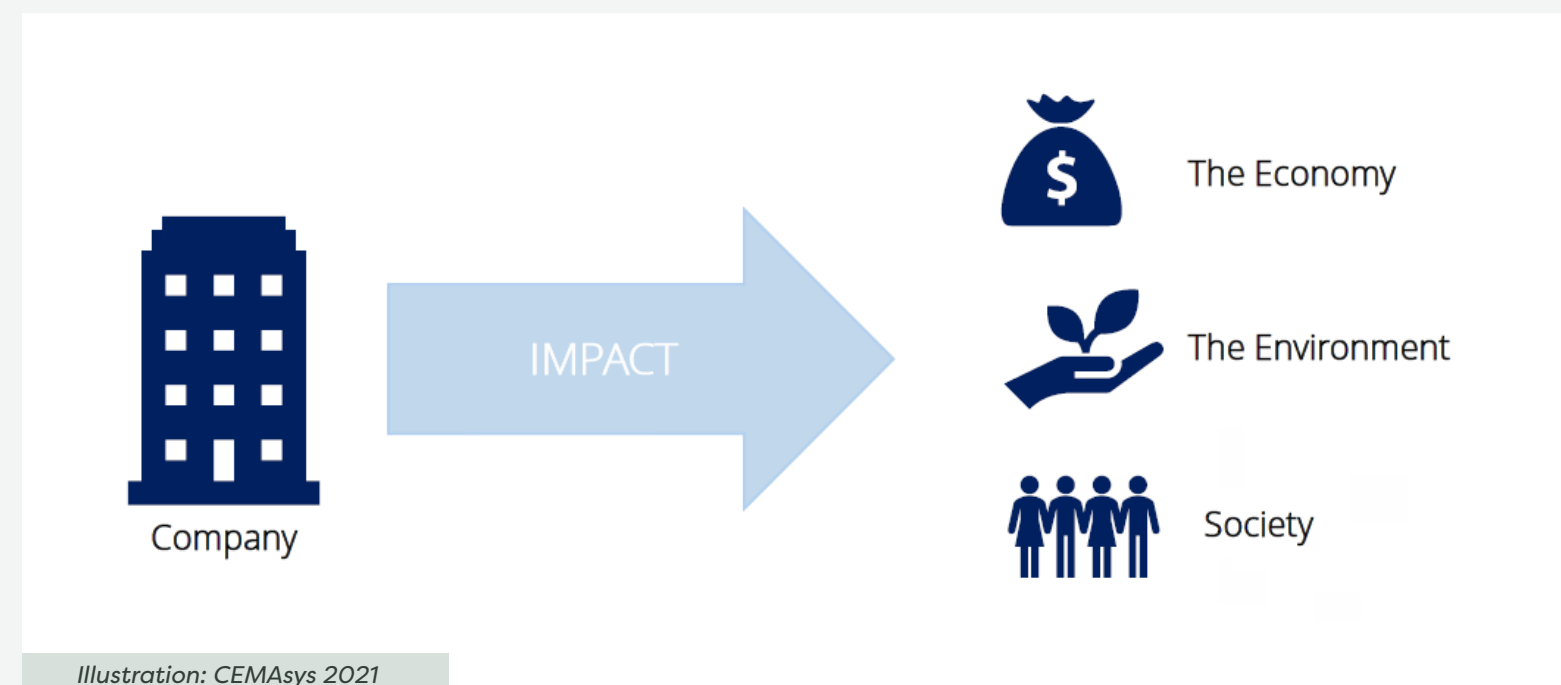 $
The Economy
IMPACT
The Environment
Company
Society
Illustration: CEMAsys 2021